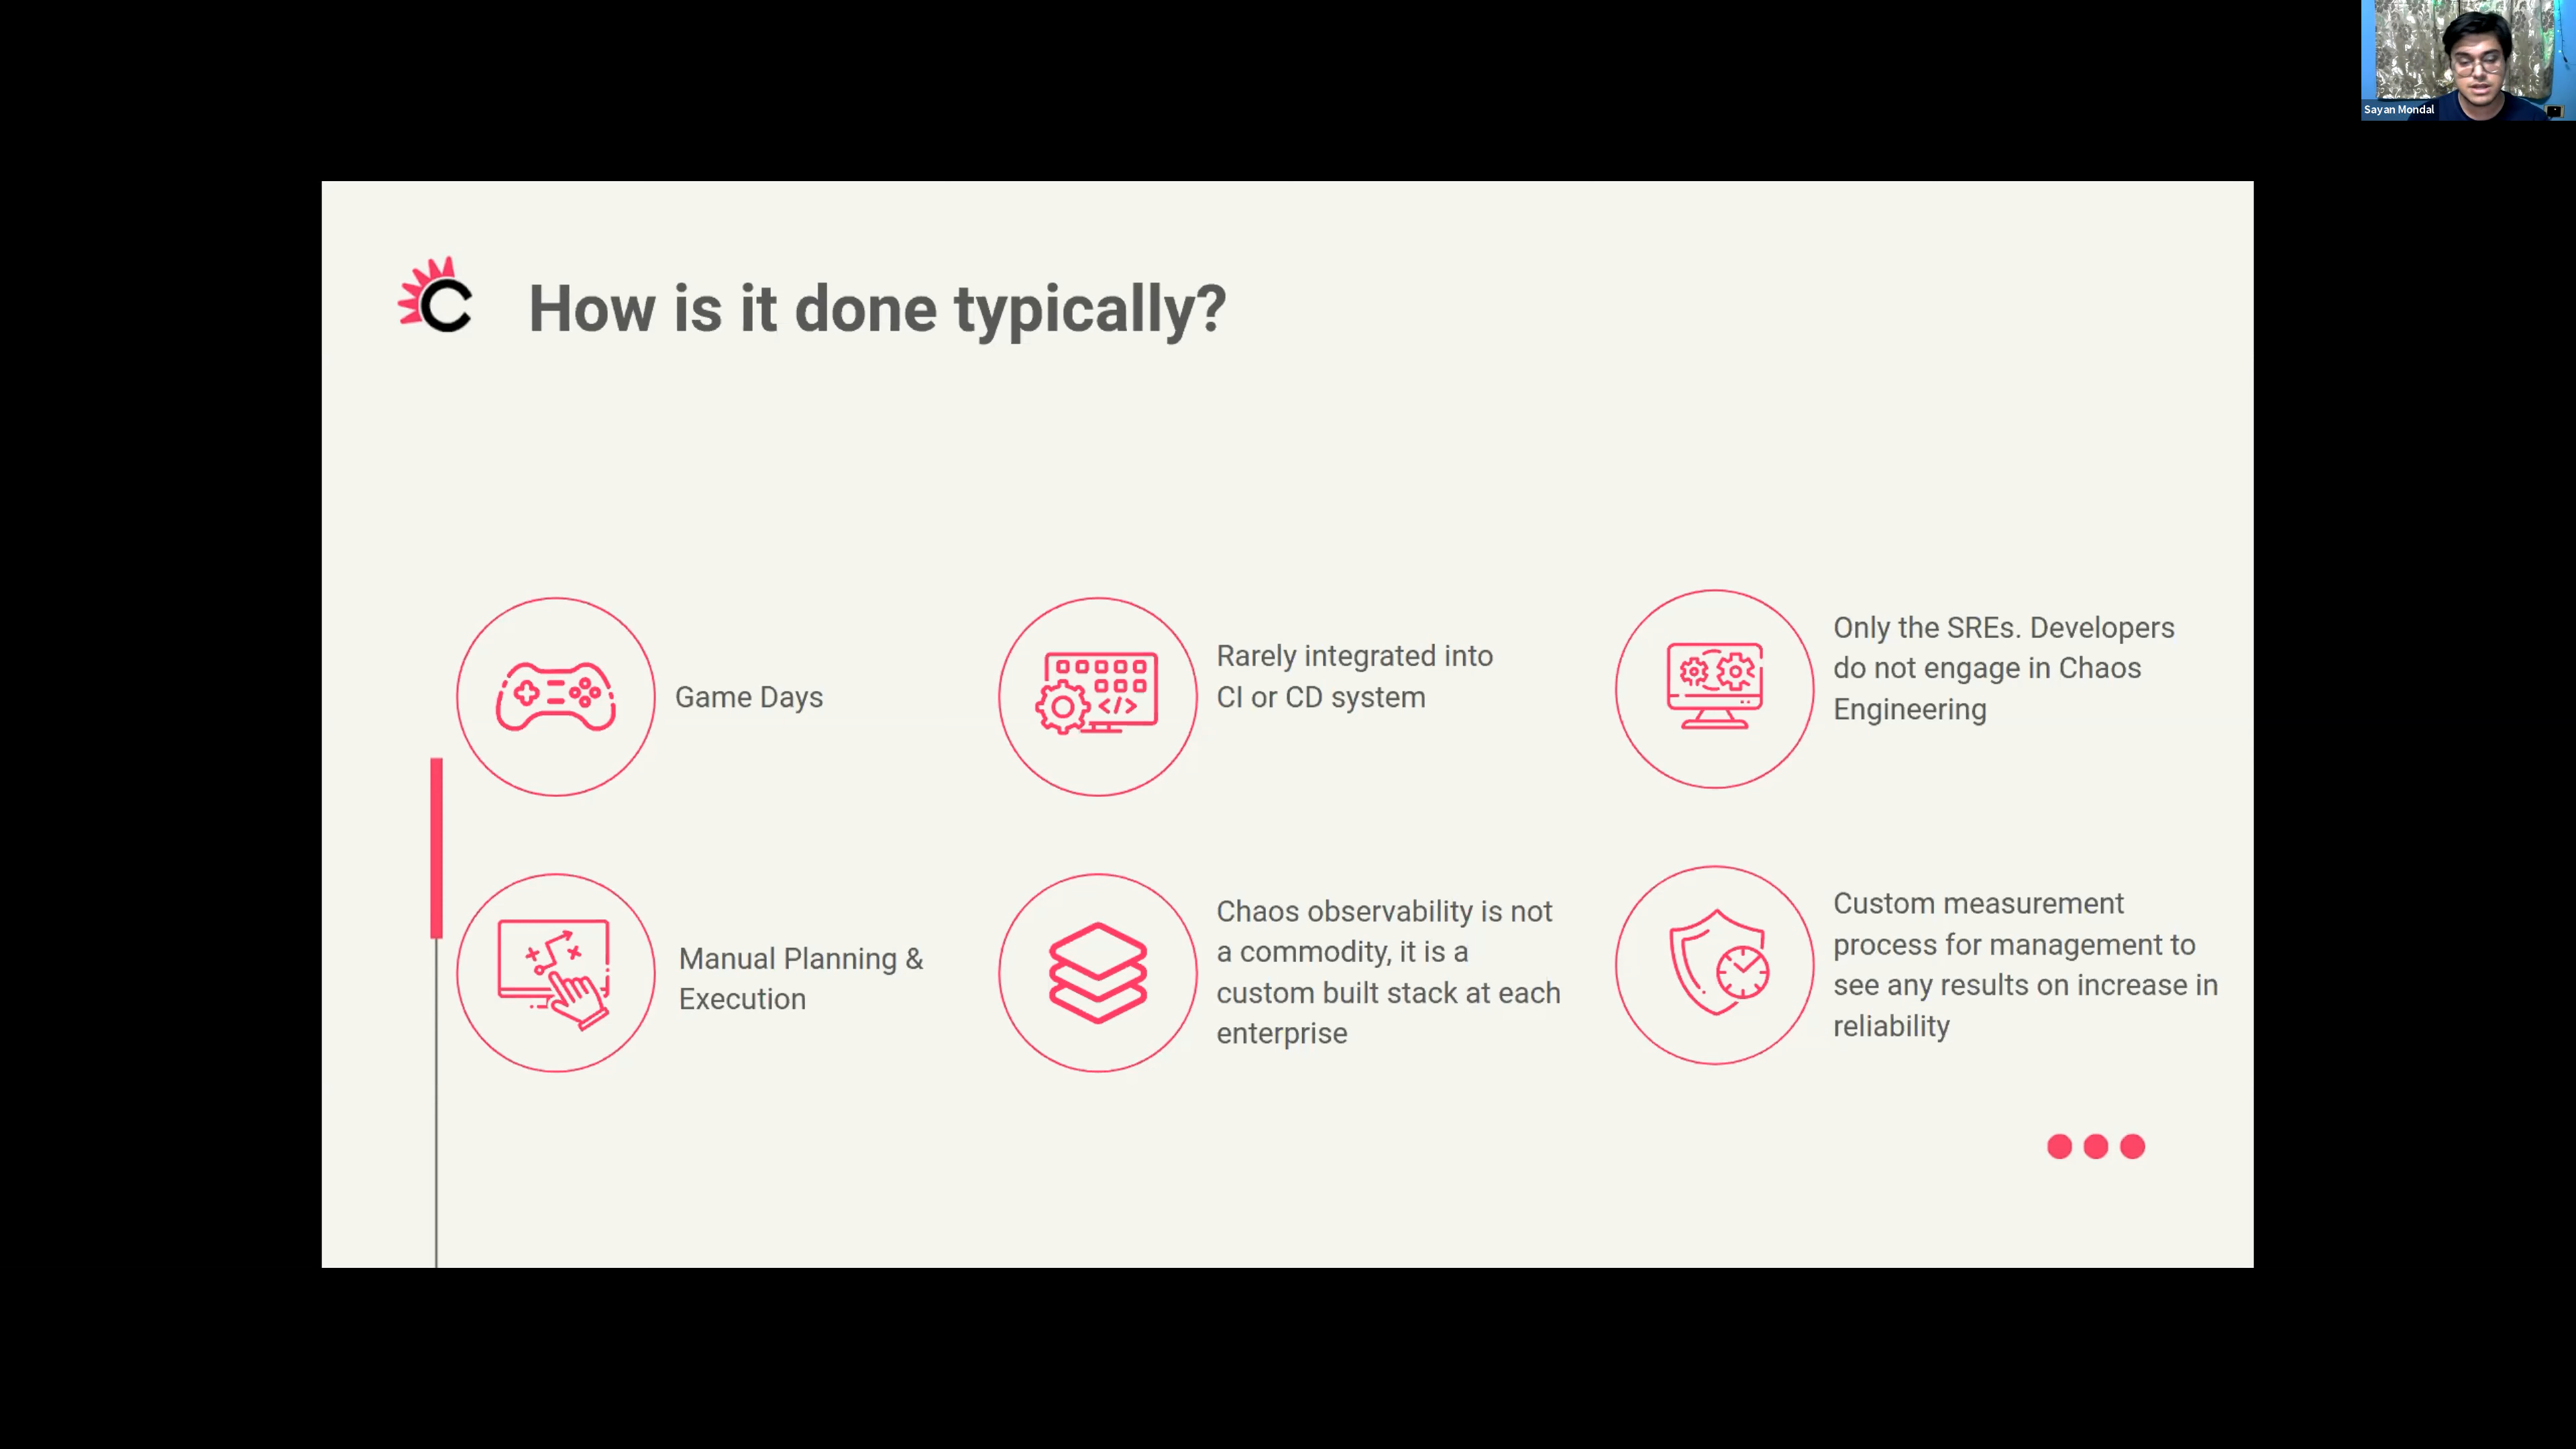 Sayan Mondal
How is it done typically?
Game Days
Rarely integrated into
CI or CD system
Only the SREs. Developers
do not engage in Chaos
Engineering
Manual Planning &
Execution
Chaos observability is not
a commodity, it is a
custom built stack at each
enterprise
Custom measurement
process for management to
see any results on increase in
reliability